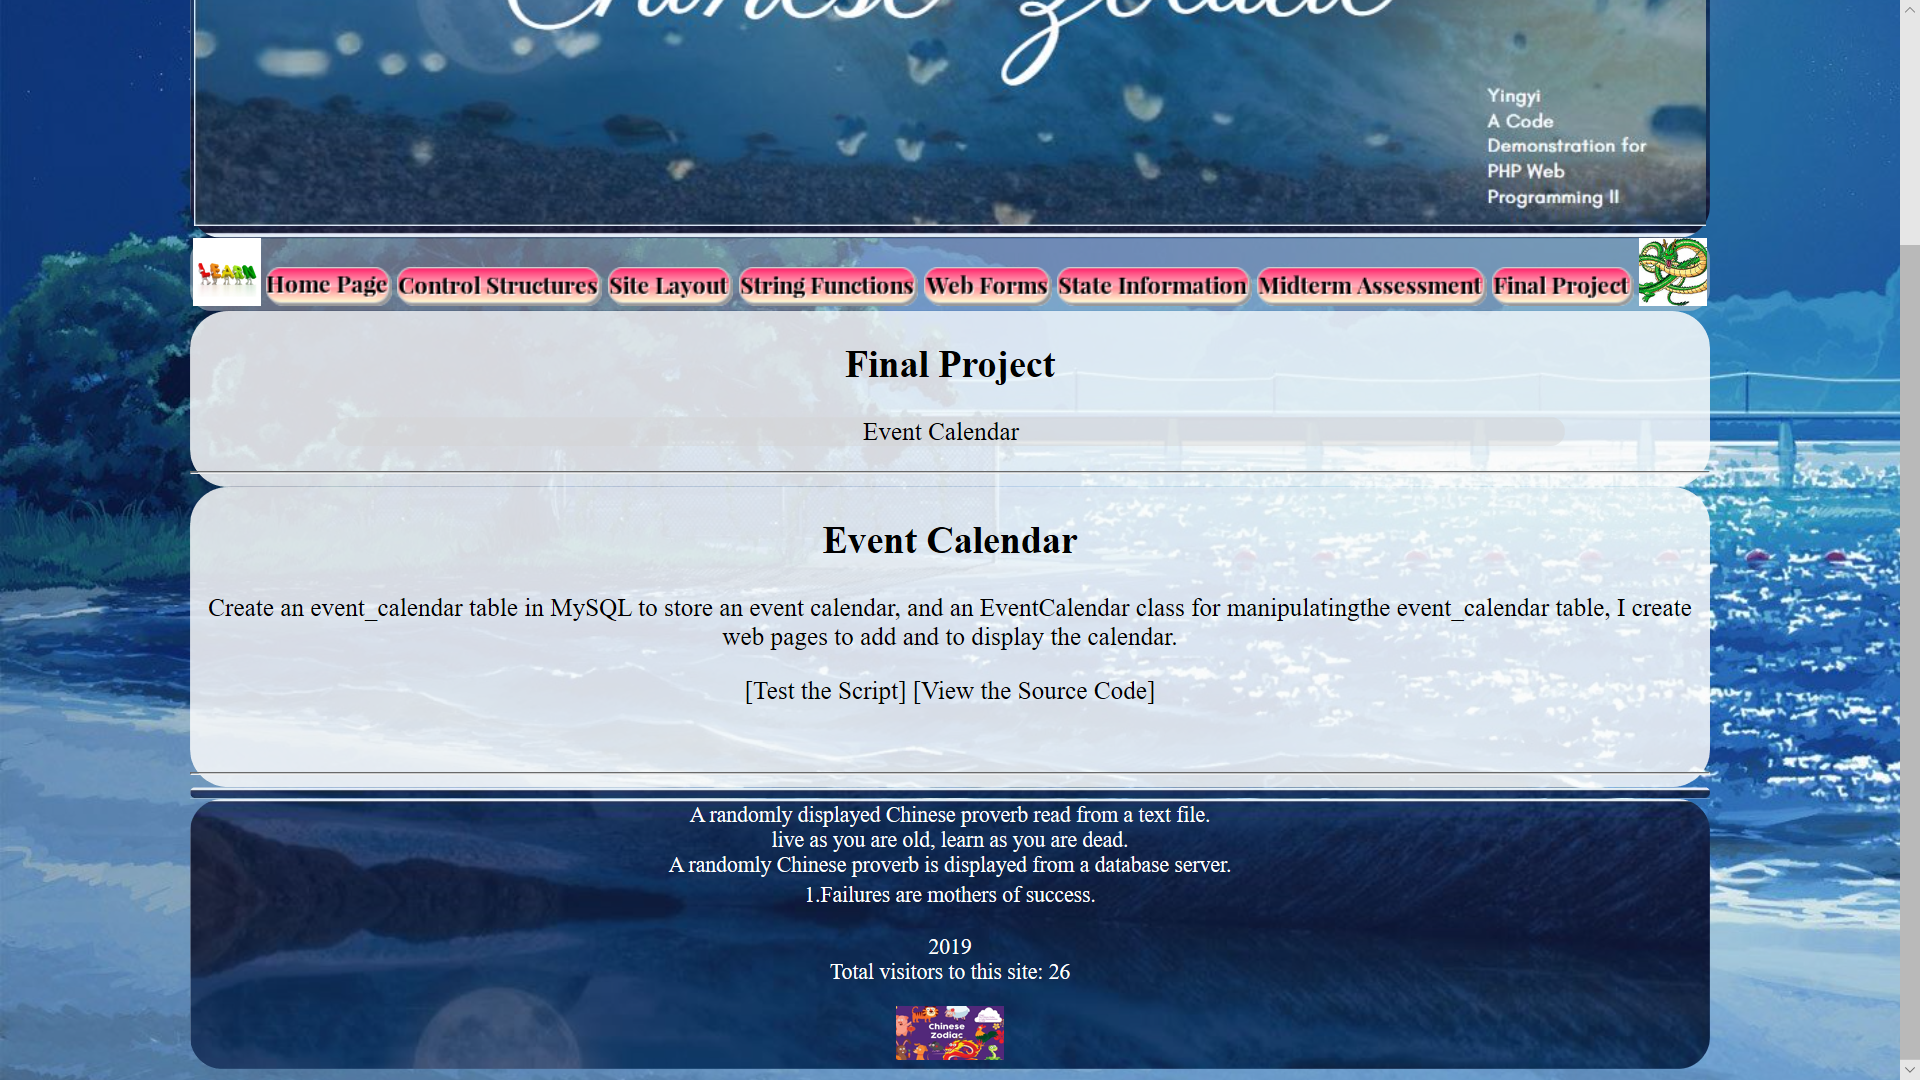 Chinese Zodiac
Yingyi
A Code
Demonstration for
PHP Web
Programming II
LEARN
Home Page
Control Structures
Site Layout
String Functions
Web Forms
State Information
Midterm Assessment
Final Project
Final Project
Event Calendar
Event Calendar
Create an event_calendar table in MySQL to store an event calendar, and an EventCalendar class for manipulatingthe event_calendar table, I create
web pages to add and to display the calendar.
[Test the Script] [View the Source Code]
A randomly displayed Chinese proverb read from a text file.
live as you are old, learn as you are dead.
A randomly Chinese proverb is displayed from a database server.
1.Failures are mothers of success.
2019
Total visitors to this site: 26
Chinese
Zodiac